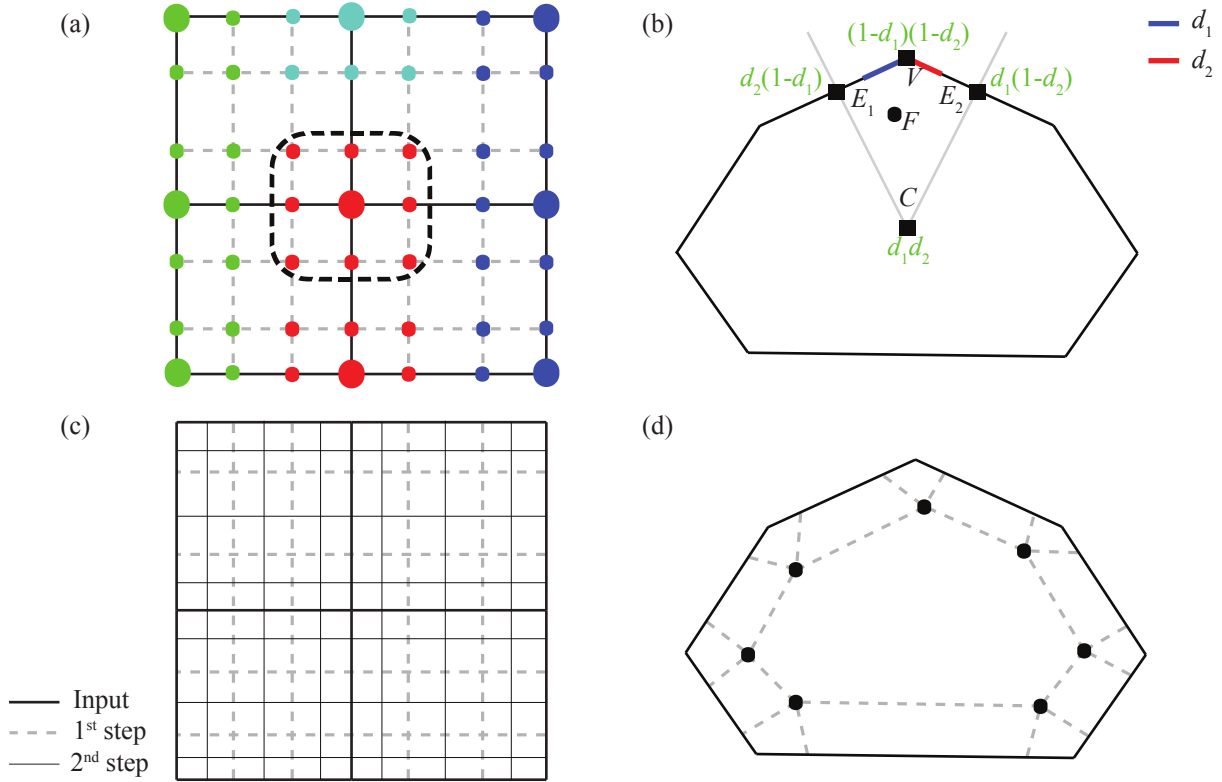 (a)
(b)
(1-d₁)(1-d₂)
d₁
d₂
d₂(1-d₁)
V
d₁(1-d₂)
E₁
E₂
F
C
d₁d₂
(c)
(d)
Input
1ˢᵗ step
2ⁿᵈ step